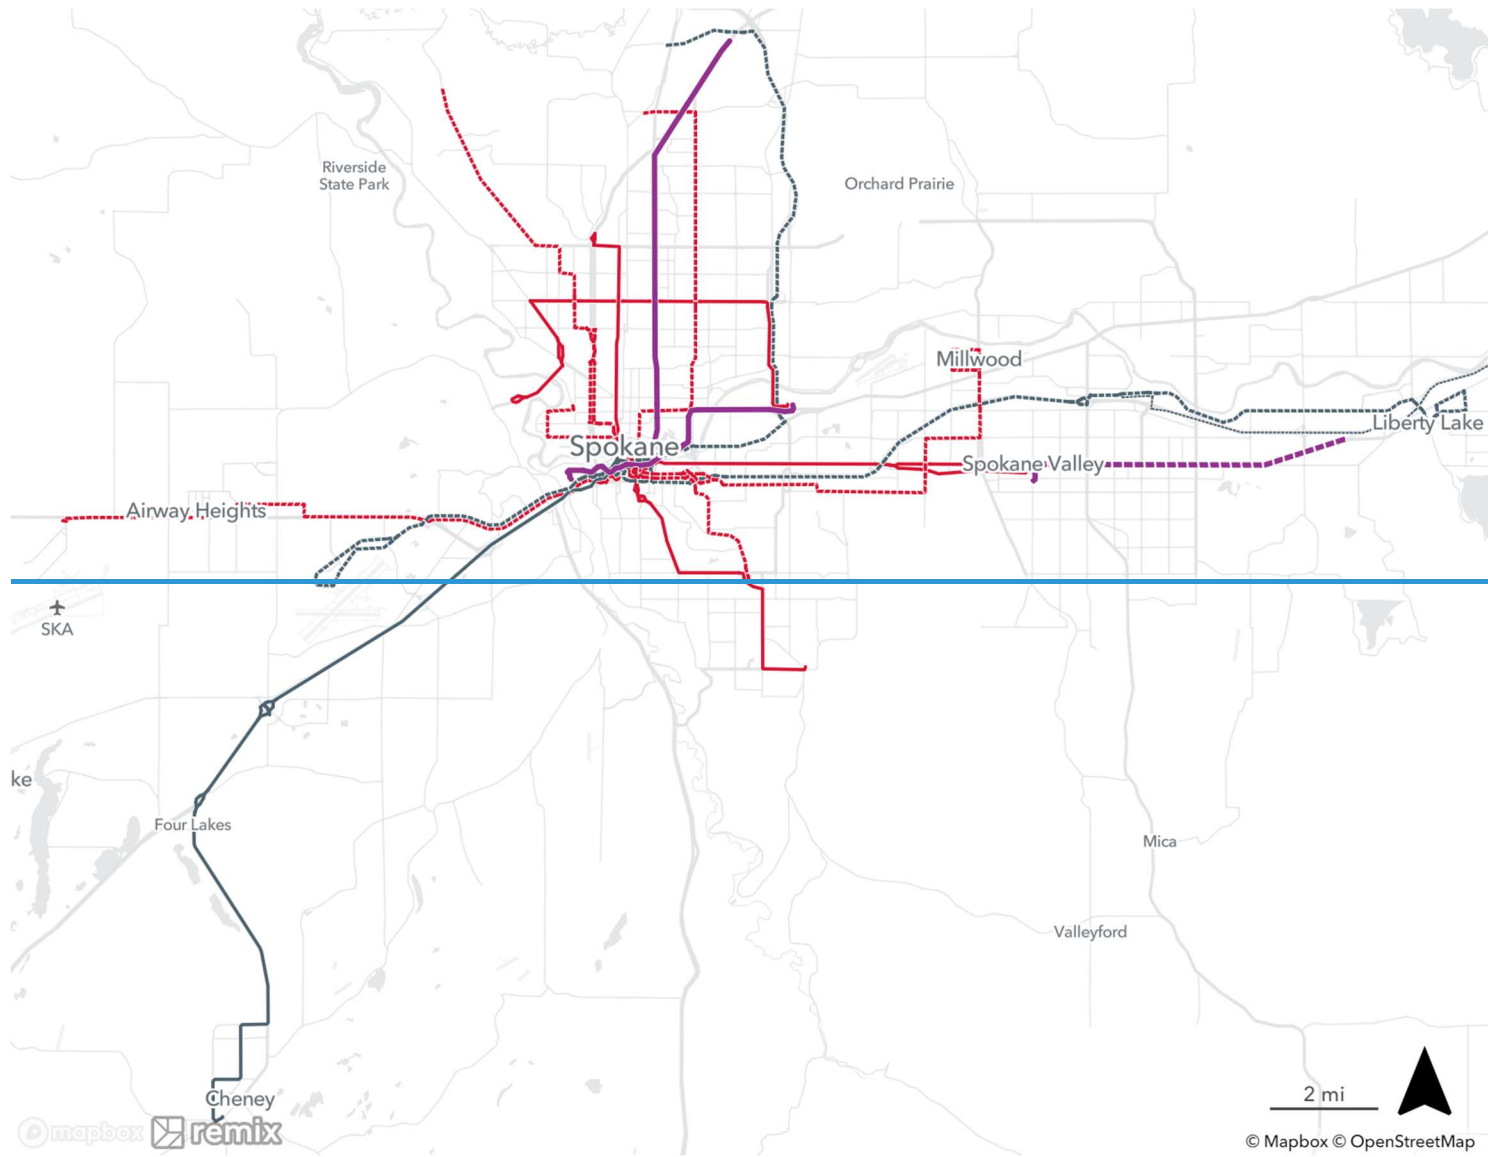 Riverside
State Park
Orchard Prairie
Millwood
Liberty Lake
Spokane
Spokane Valley
Airway Heights
SKA
ke
Four Lakes
Mica
Valleyford
Cheney
2 mi
mapbox remix
© Mapbox © OpenStreetMap